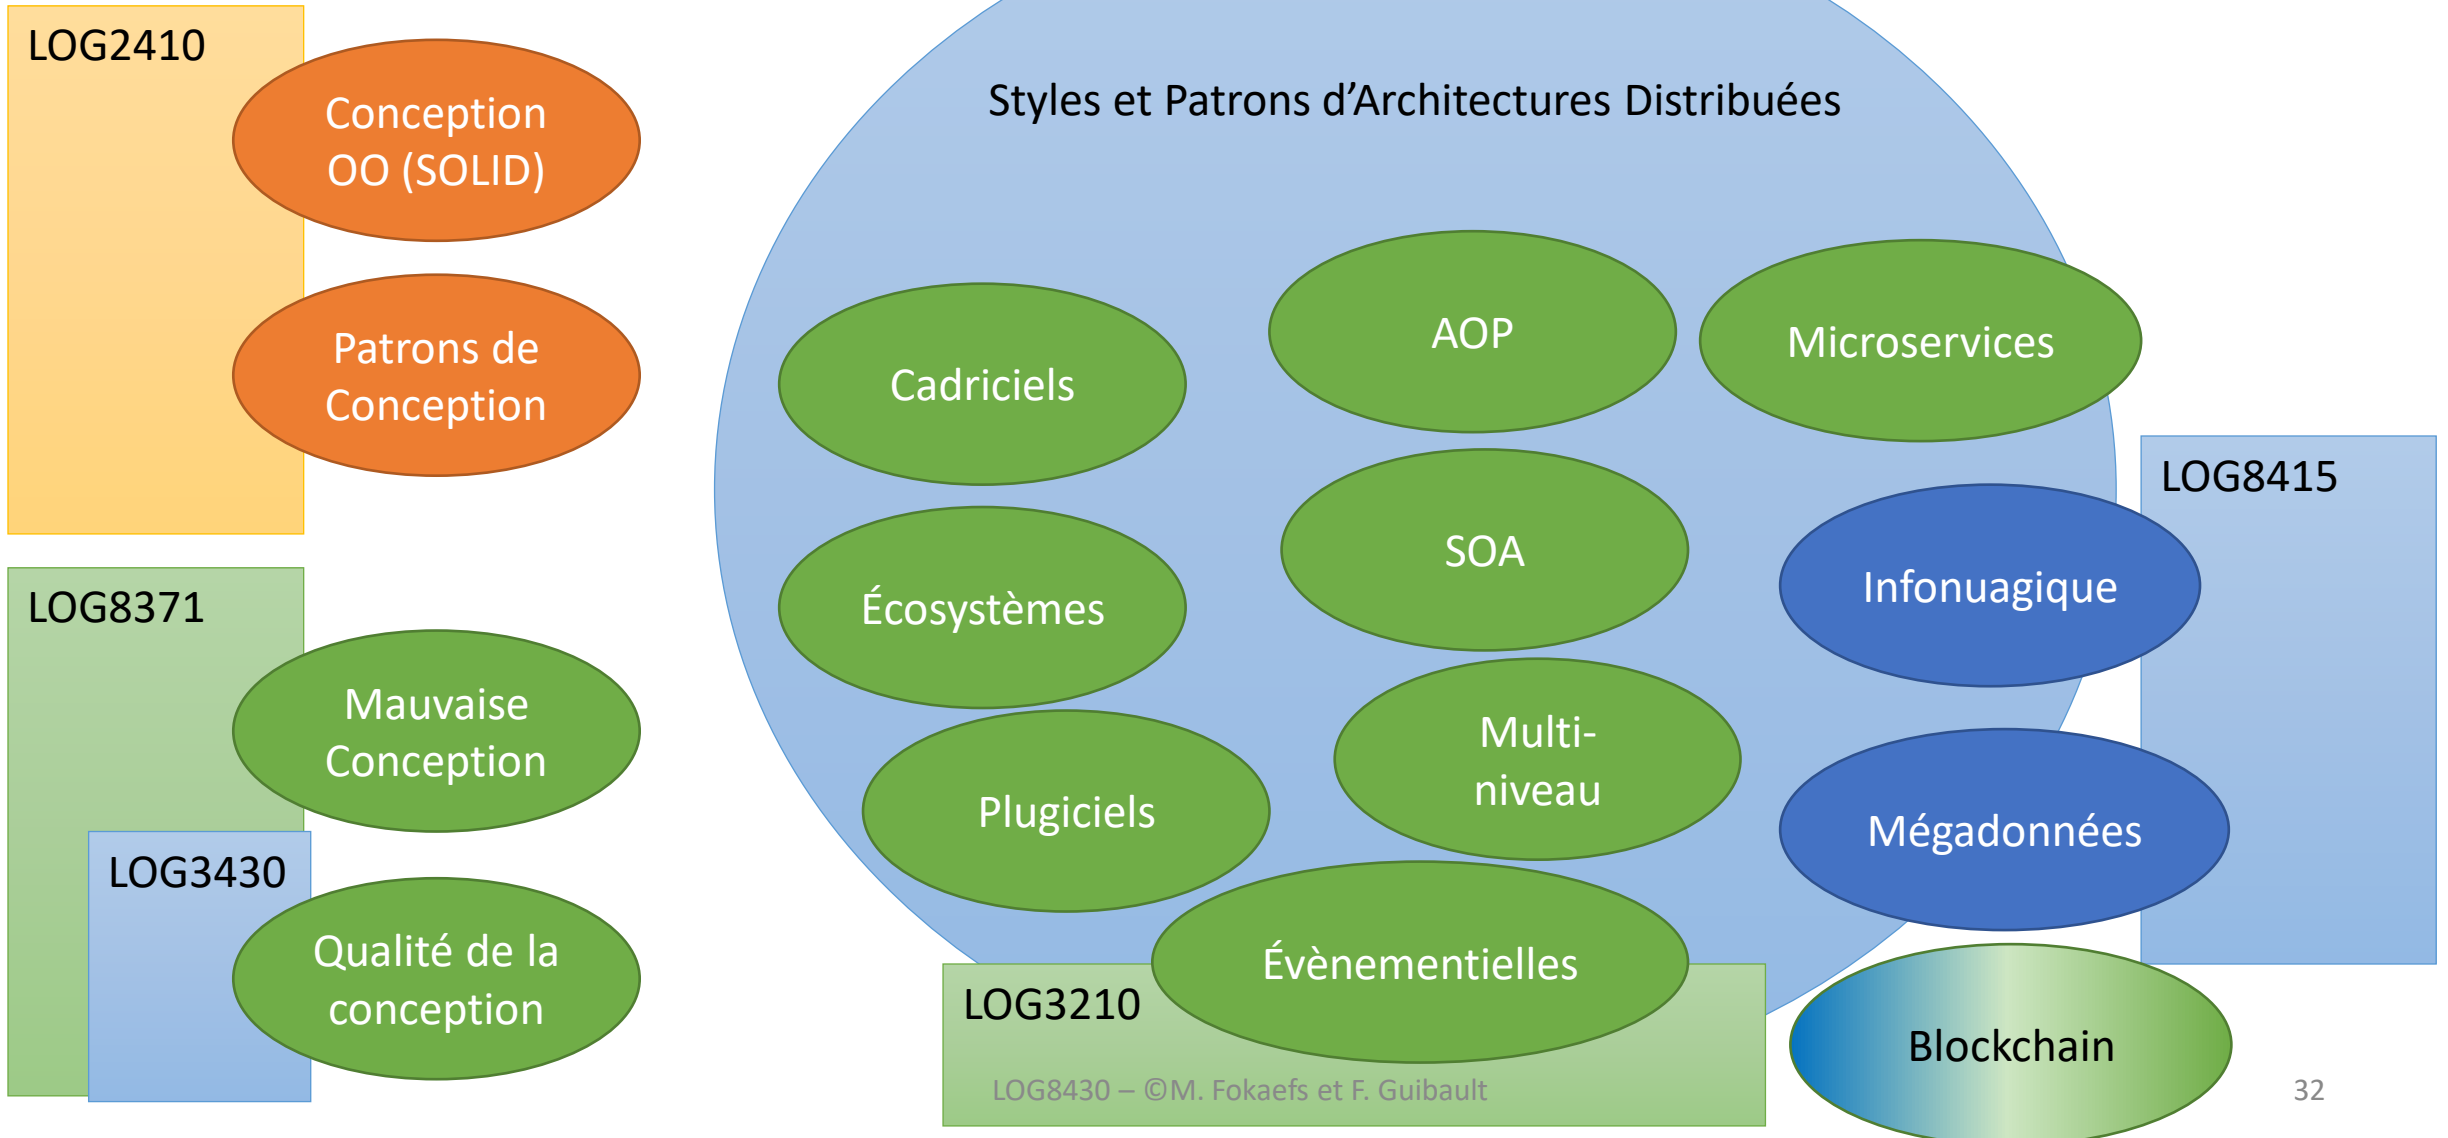 LOG2410
Conception
OO (SOLID)
Patrons de
Conception
LOG8371
Mauvaise
Conception
LOG3430
Qualité de la
conception
Styles et Patrons d’Architectures Distribuées
Cadriciels
AOP
Microservices
Écosystèmes
SOA
LOG8415
Infonuagique
Plugiciels
Multi-
niveau
Mégadonnées
Évènementielles
LOG3210
Blockchain
LOG8430 – ©M. Fokaefs et F. Guibault
32